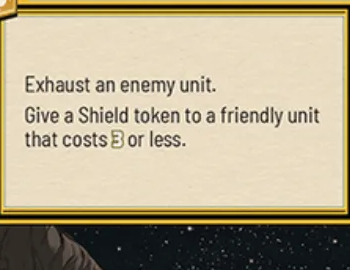 Exhaust an enemy unit.
Give a Shield token to a friendly unit
that costs 3 or less.